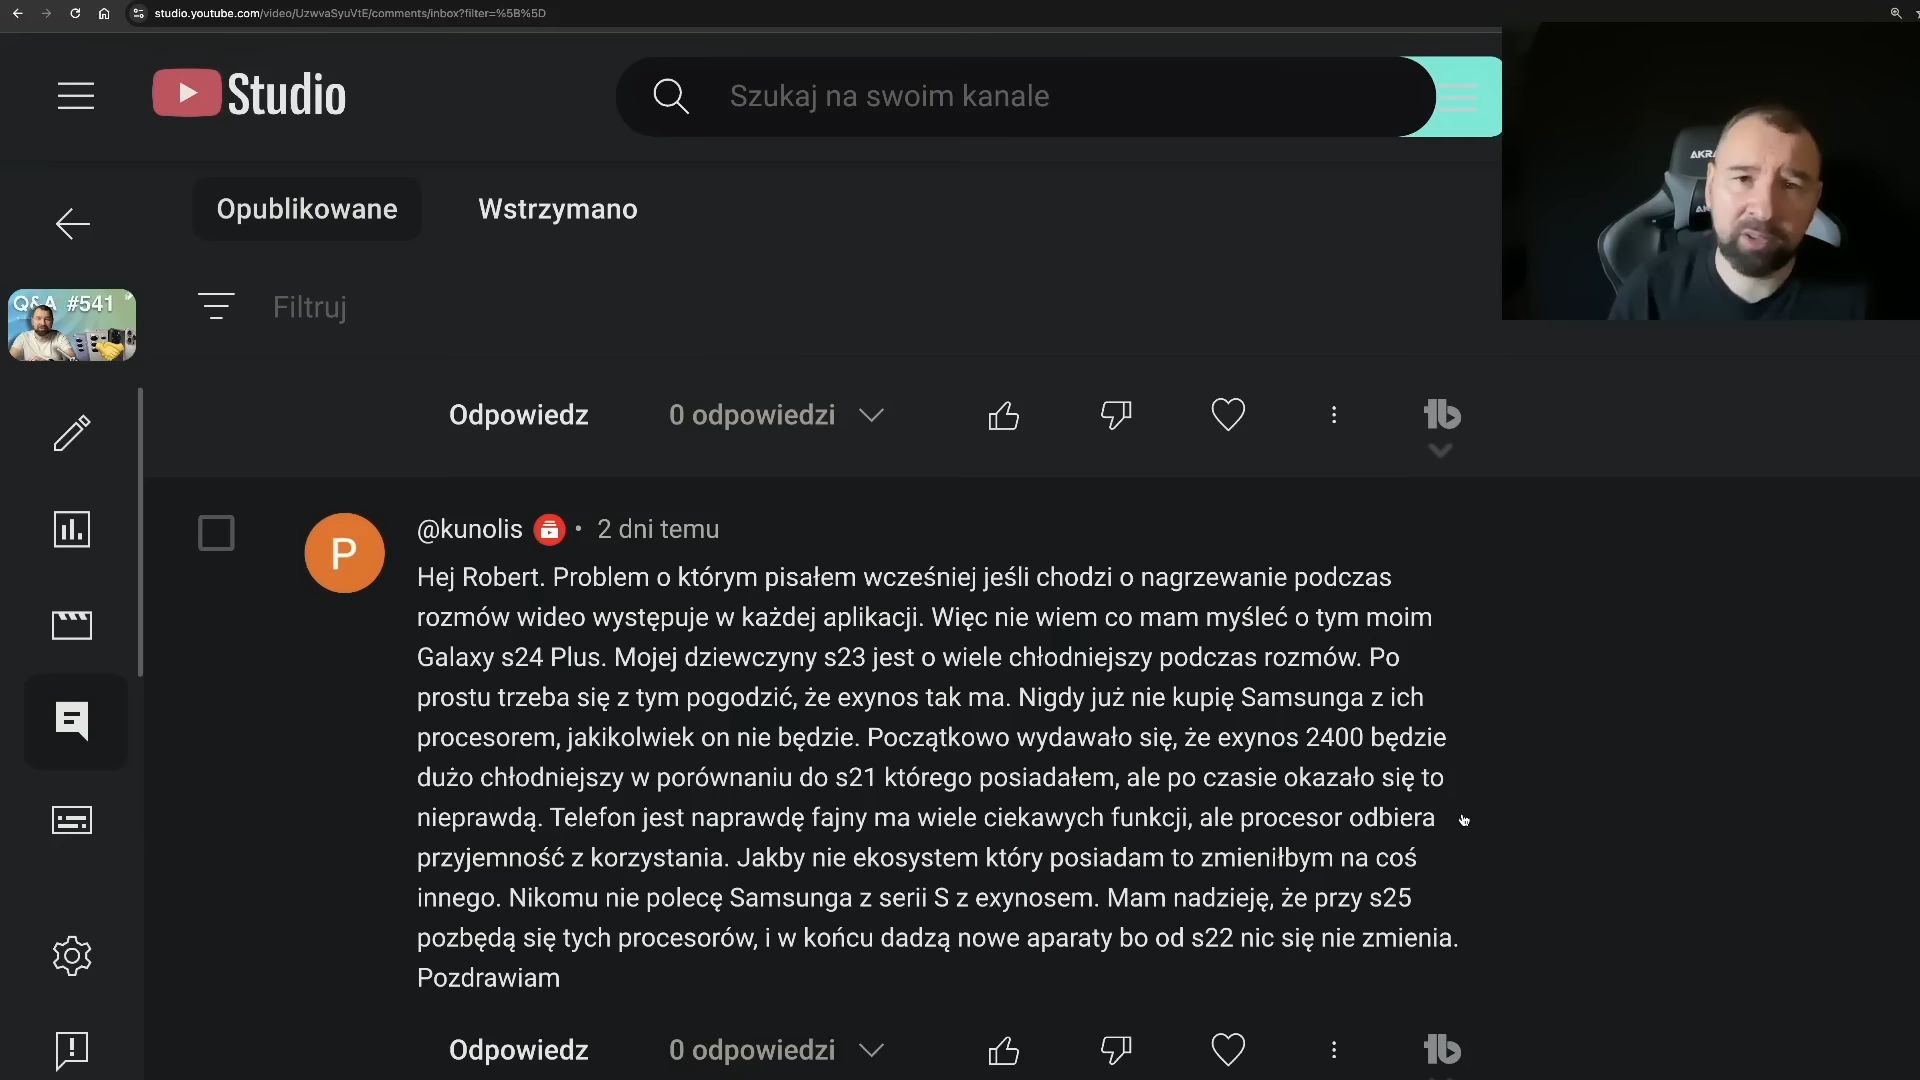 studio.youtube.com/video/UzwvaSyuVtE/comments/inbox?filter=%5B%5D
Studio
Szukaj na swoim kanale
Opublikowane
Wstrzymano
Q&A #541
Filtruj
Odpowiedz
0 odpowiedzi
@kunolis • 2 dni temu
P
Hej Robert. Problem o którym pisałem wcześniej jeśli chodzi o nagrzewanie podczas
rozmów wideo występuje w każdej aplikacji. Więc nie wiem co mam myśleć o tym moim
Galaxy s24 Plus. Mojej dziewczyny s23 jest o wiele chłodniejszy podczas rozmów. Po
prostu trzeba się z tym pogodzić, że exynos tak ma. Nigdy już nie kupię Samsunga z ich
procesorem, jakikolwiek on nie będzie. Początkowo wydawało się, że exynos 2400 będzie
dużo chłodniejszy w porównaniu do s21 którego posiadałem, ale po czasie okazało się to
nieprawdą. Telefon jest naprawdę fajny ma wiele ciekawych funkcji, ale procesor odbiera
przyjemność z korzystania. Jakby nie ekosystem który posiadam to zmieniłbym na coś
innego. Nikomu nie polecę Samsunga z serii S z exynosem. Mam nadzieję, że przy s25
pozbędą się tych procesorów, i w końcu dadzą nowe aparaty bo od s22 nic się nie zmienia.
Pozdrawiam
Odpowiedz
0 odpowiedzi